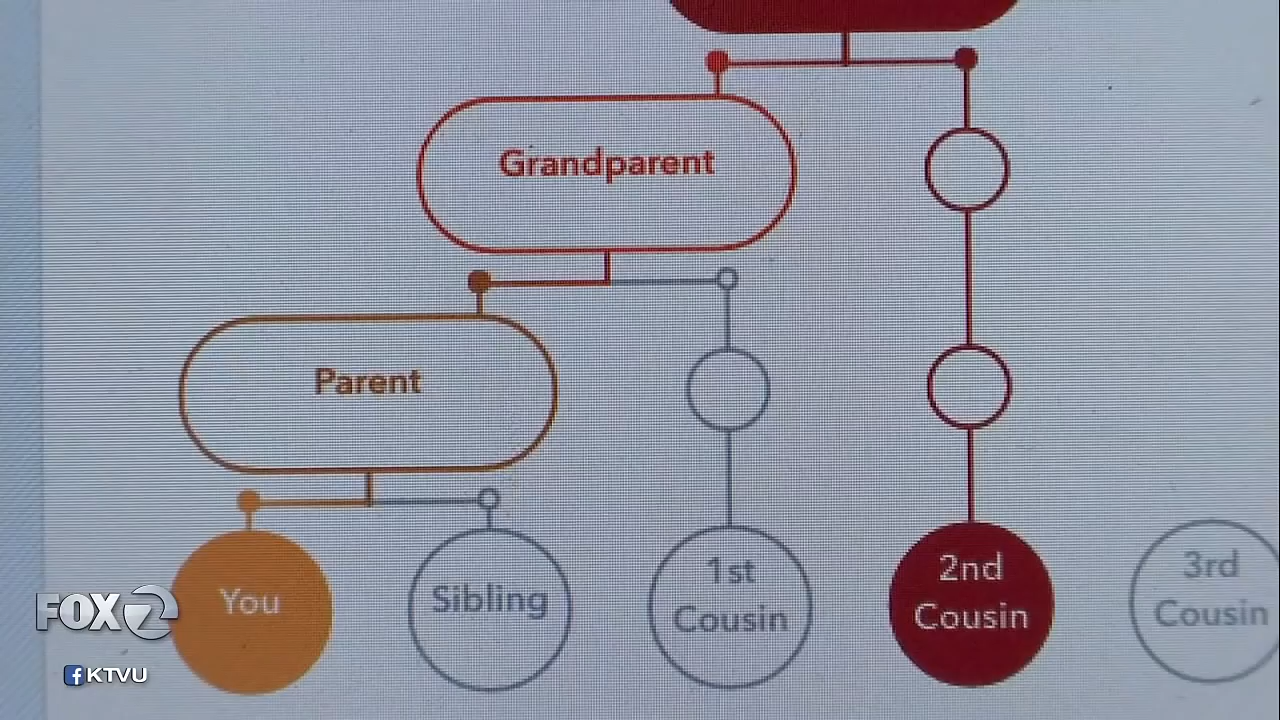 Grandparent
Parent
You
Sibling
1st
Cousin
2nd
Cousin
3rd
Cousin
FOX 2
f KTVU